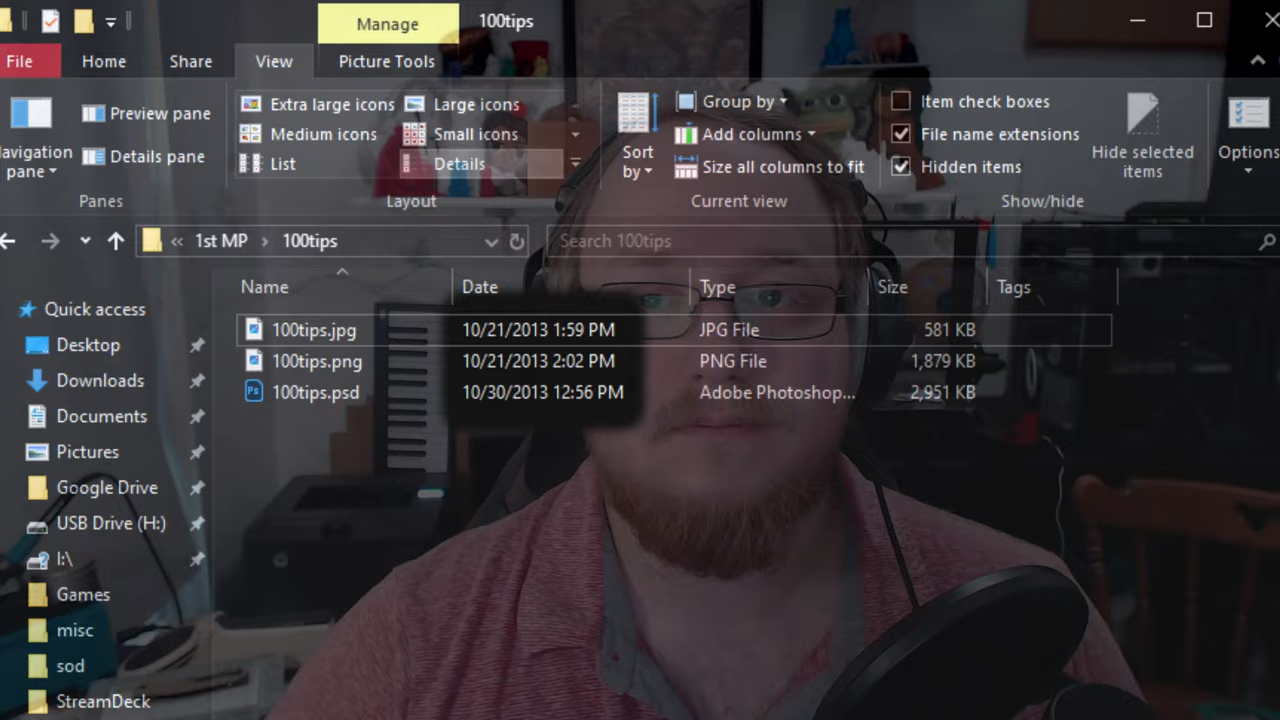 Manage 100tips
File Home Share View Picture Tools
Extra large icons Large icons Group by Item check boxes
Preview pane Medium icons Small icons Add columns File name extensions
Navigation pane Details pane List Details Sort by Size all columns to fit Hidden items Hide selected items Options
Panes Layout Current view Show/hide
« 1st MP › 100tips Search 100tips
Name Date Type Size Tags
Quick access
100tips.jpg 10/21/2013 1:59 PM JPG File 581 KB
Desktop
100tips.png 10/21/2013 2:02 PM PNG File 1,879 KB
Downloads
100tips.psd 10/30/2013 12:56 PM Adobe Photoshop... 2,951 KB
Documents
Pictures
Google Drive
USB Drive (H:)
I:\
Games
misc
sod
StreamDeck